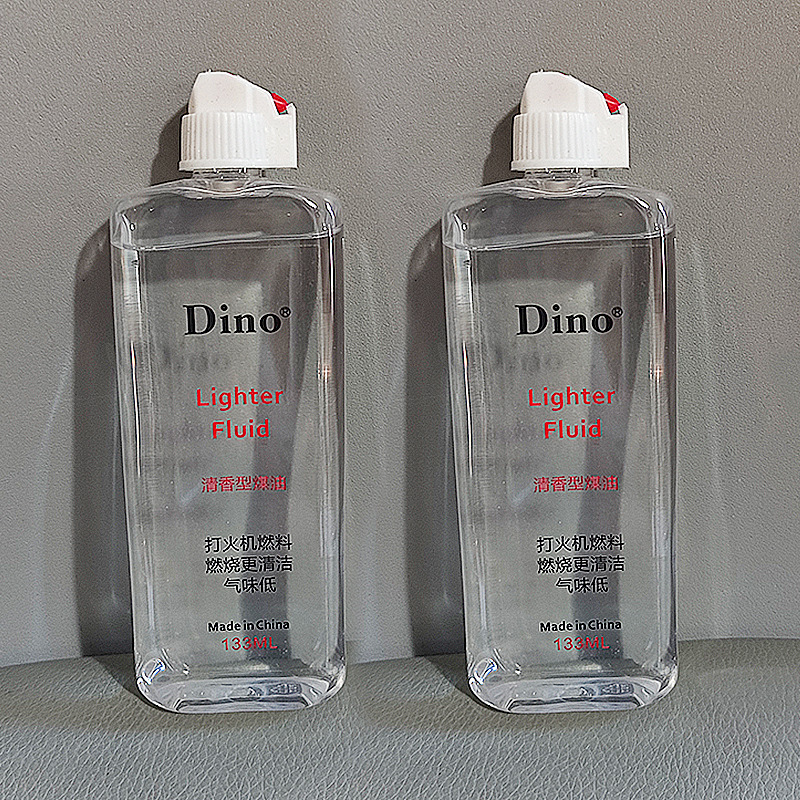 Dino®
Lighter
Fluid
清香型煤油
打火机燃料
燃烧更清洁
气味低
Made in China
133ML
Dino®
Lighter
Fluid
清香型煤油
打火机燃料
燃烧更清洁
气味低
Made in China
133ML